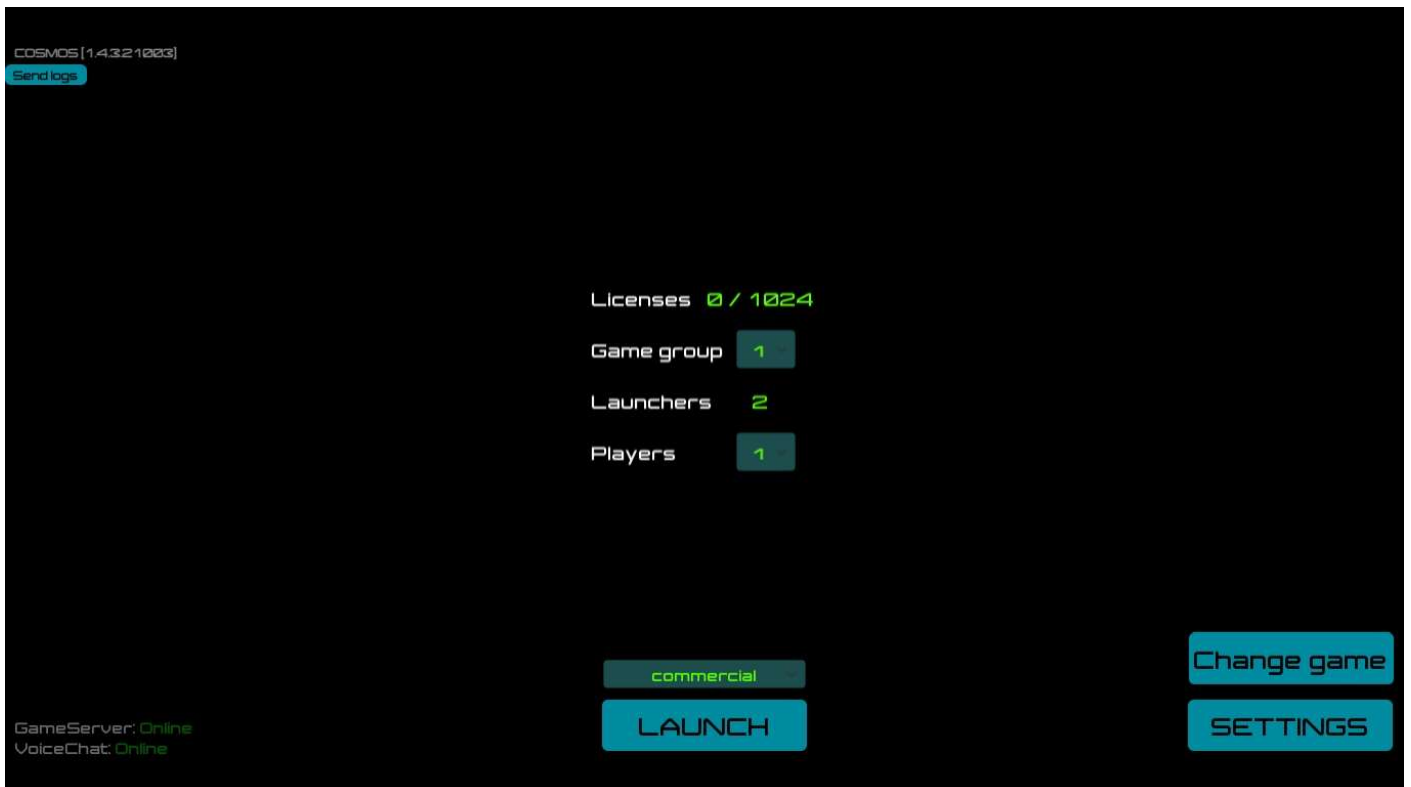 COSMOS [1.4.3.21003]
Send logs
Licenses 0 / 1024
Game group 1
Launchers 2
Players 1
commercial
LAUNCH
Change game
SETTINGS
GameServer: Online
VoiceChat: Online